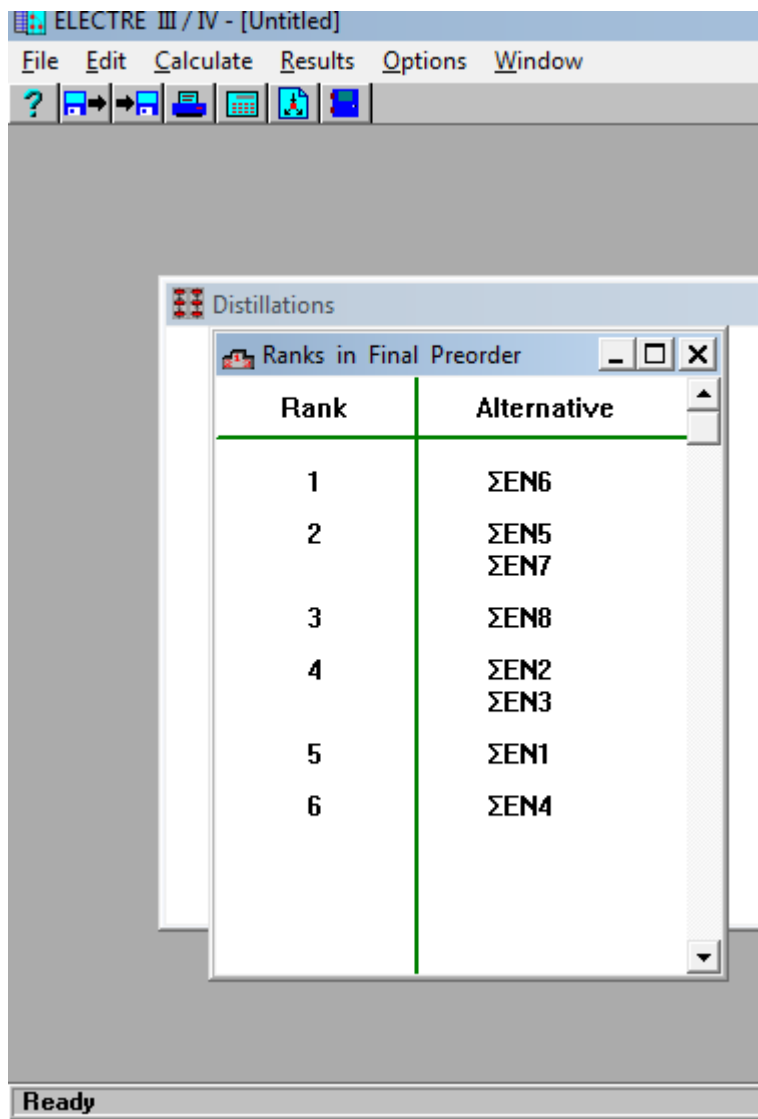 ELECTRE III / IV - [Untitled]
File Edit Calculate Results Options Window
?
Distillations
Ranks in Final Preorder
Rank Alternative
1 ΣEN6
2 ΣEN5
ΣEN7
3 ΣEN8
4 ΣEN2
ΣEN3
5 ΣEN1
6 ΣEN4
Ready